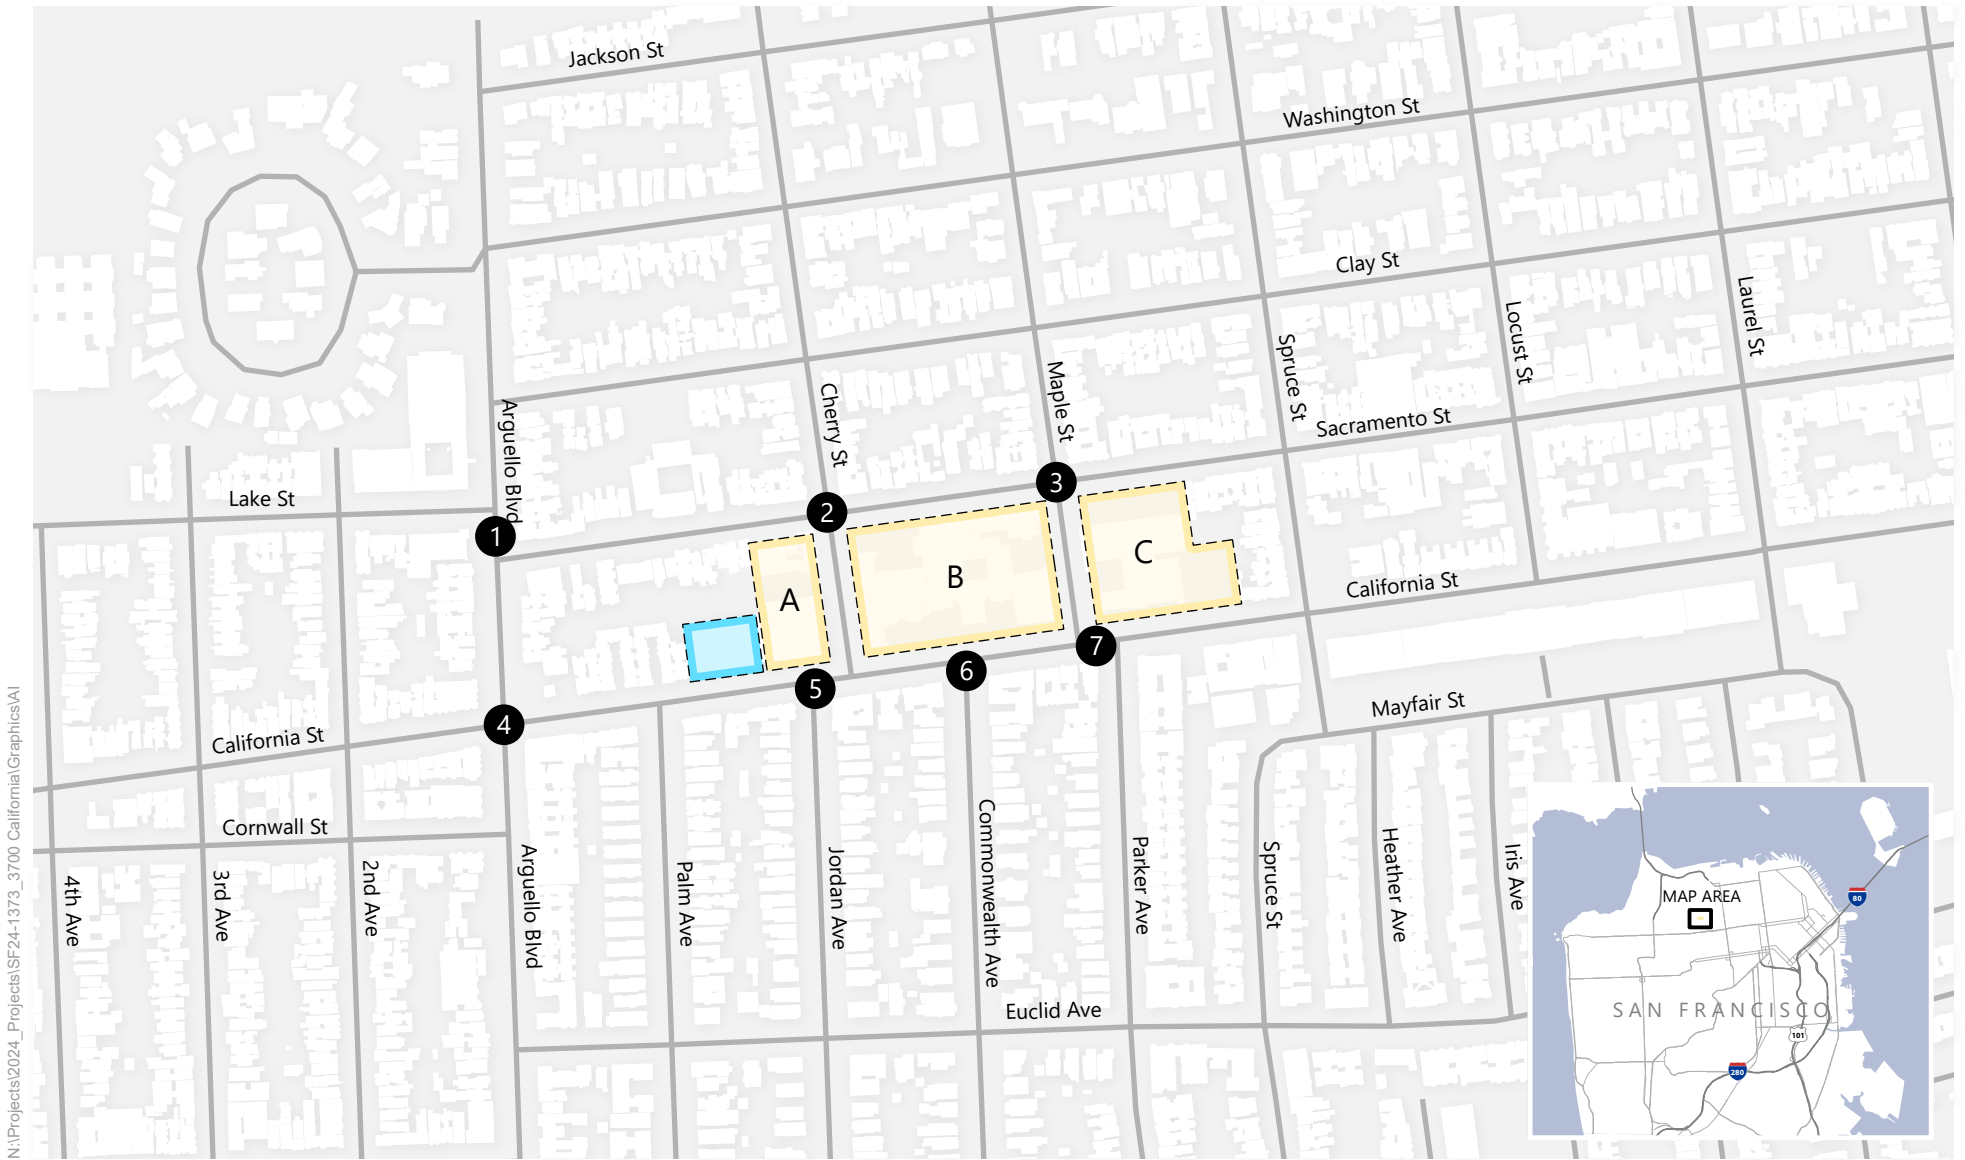 Jackson St
Washington St
Clay St
Laurel St
Locust St
Spruce St
Maple St
Cherry St
Arguello Blvd
Sacramento St
Lake St
1
2
3
A
B
C
California St
4
5
6
7
Mayfair St
California St
Cornwall St
4th Ave
3rd Ave
2nd Ave
Arguello Blvd
Palm Ave
Jordan Ave
Commonwealth Ave
Parker Ave
Spruce St
Heather Ave
Iris Ave
Euclid Ave
MAP AREA
80
SAN FRANCISCO
101
280
N:\Projects\2024_Projects\SF24-1373_3700 California\Graphics\AI